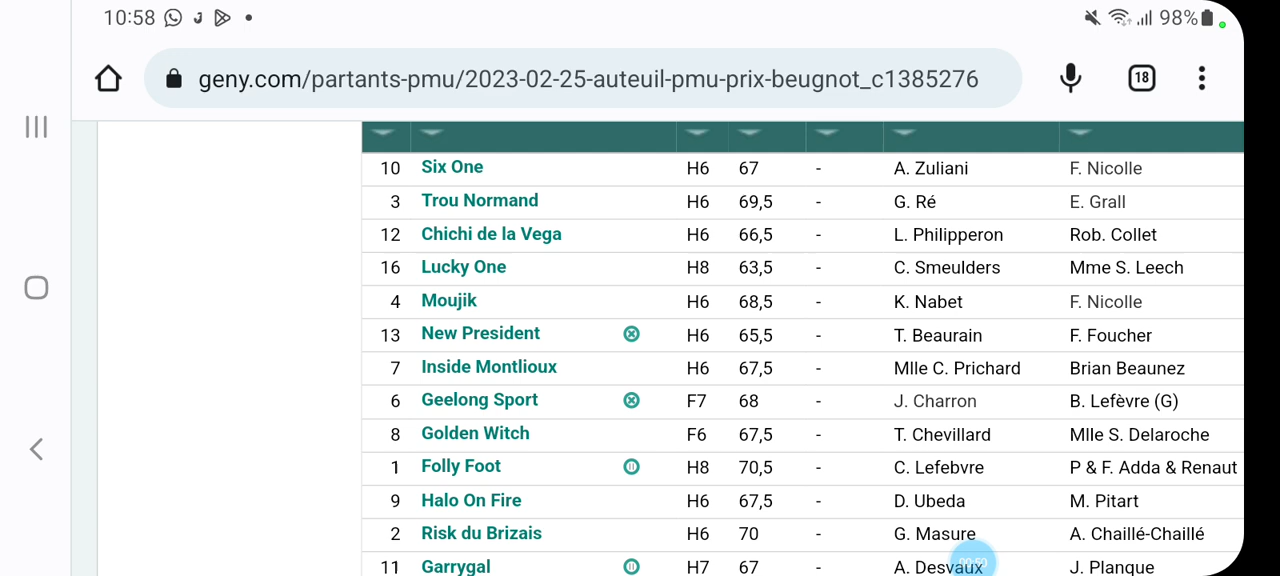 10:58 98%
geny.com/partants-pmu/2023-02-25-auteuil-pmu-prix-beugnot_c1385276 18
10 Six One H6 67 - A. Zuliani F. Nicolle
3 Trou Normand H6 69,5 - G. Ré E. Grall
12 Chichi de la Vega H6 66,5 - L. Philipperon Rob. Collet
16 Lucky One H8 63,5 - C. Smeulders Mme S. Leech
4 Moujik H6 68,5 - K. Nabet F. Nicolle
13 New President H6 65,5 - T. Beaurain F. Foucher
7 Inside Montlioux H6 67,5 - Mlle C. Prichard Brian Beaunez
6 Geelong Sport F7 68 - J. Charron B. Lefèvre (G)
8 Golden Witch F6 67,5 - T. Chevillard Mlle S. Delaroche
1 Folly Foot H8 70,5 - C. Lefebvre P & F. Adda & Renaut
9 Halo On Fire H6 67,5 - D. Ubeda M. Pitart
2 Risk du Brizais H6 70 - G. Masure A. Chaillé-Chaillé
11 Garrygal H7 67 - A. Desvaux J. Planque